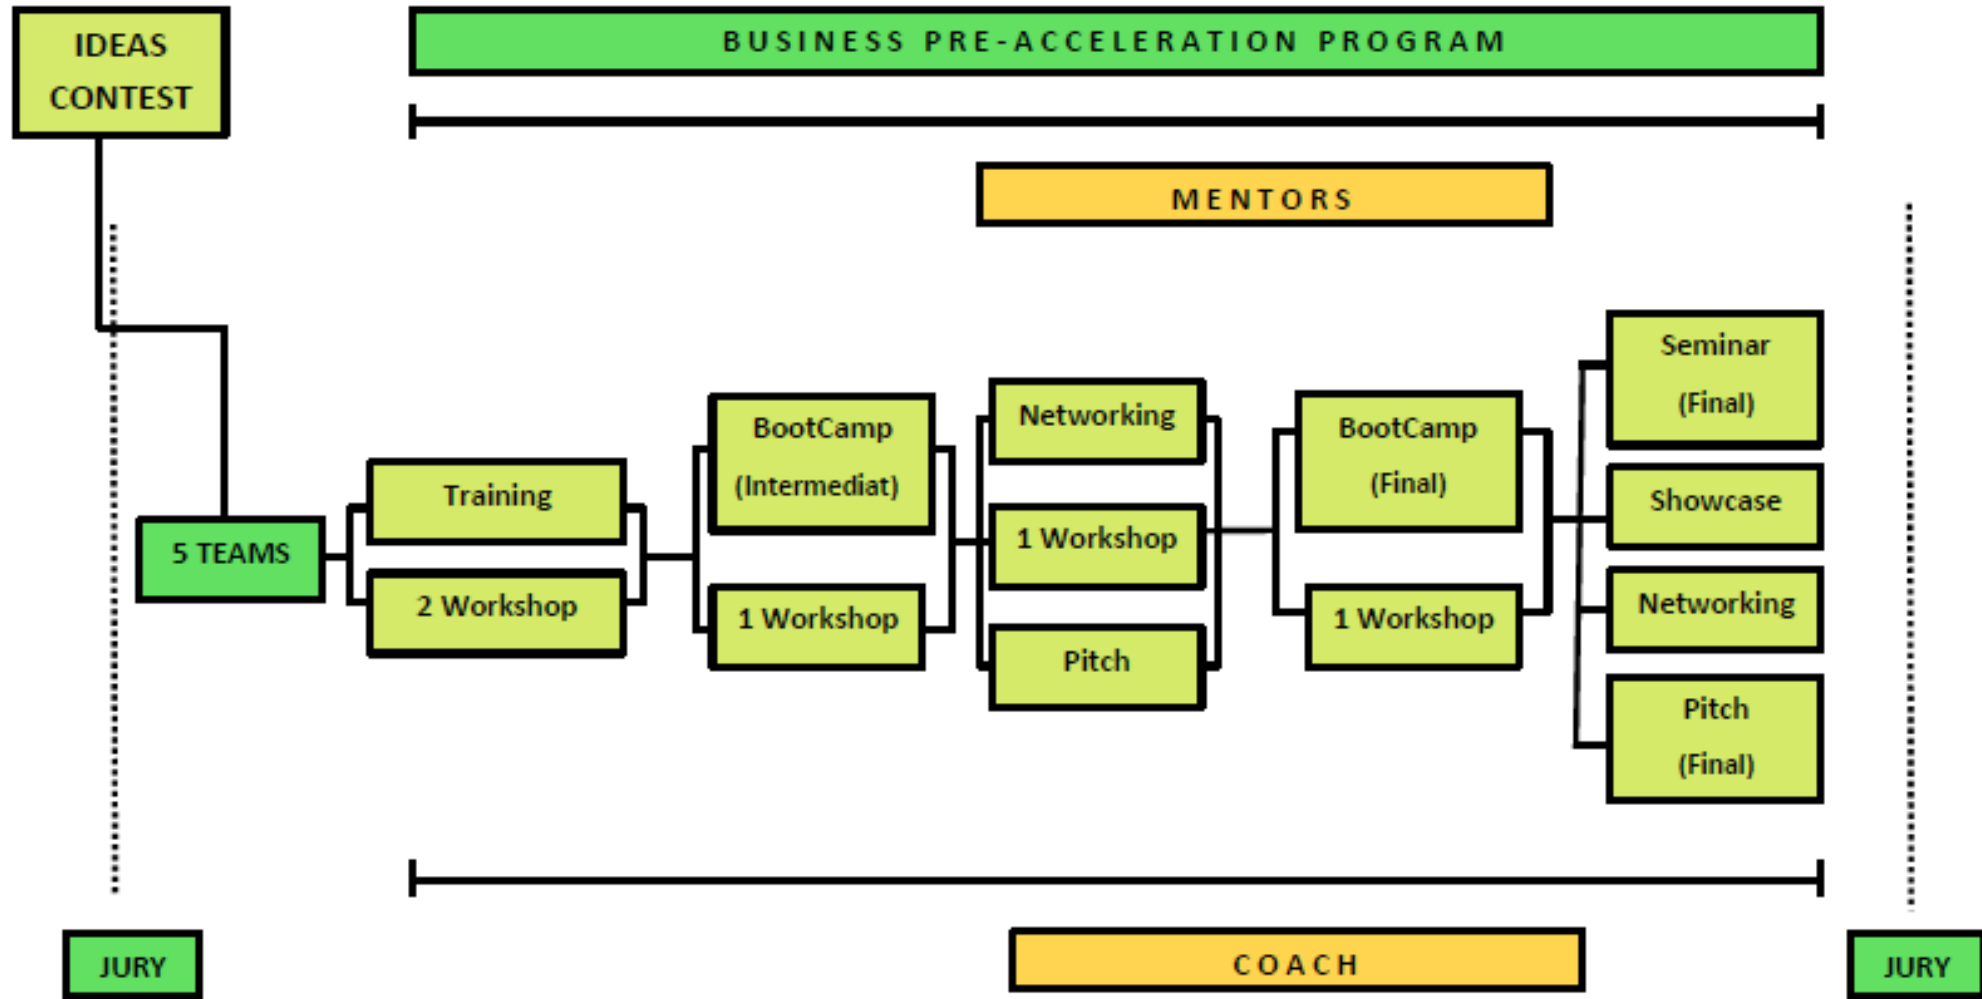 IDEAS
CONTEST
BUSINESS PRE-ACCELERATION PROGRAM
MENTORS
5 TEAMS
Training
2 Workshop
BootCamp
(Intermediat)
1 Workshop
Networking
1 Workshop
Pitch
BootCamp
(Final)
1 Workshop
Seminar
(Final)
Showcase
Networking
Pitch
(Final)
JURY
COACH
JURY